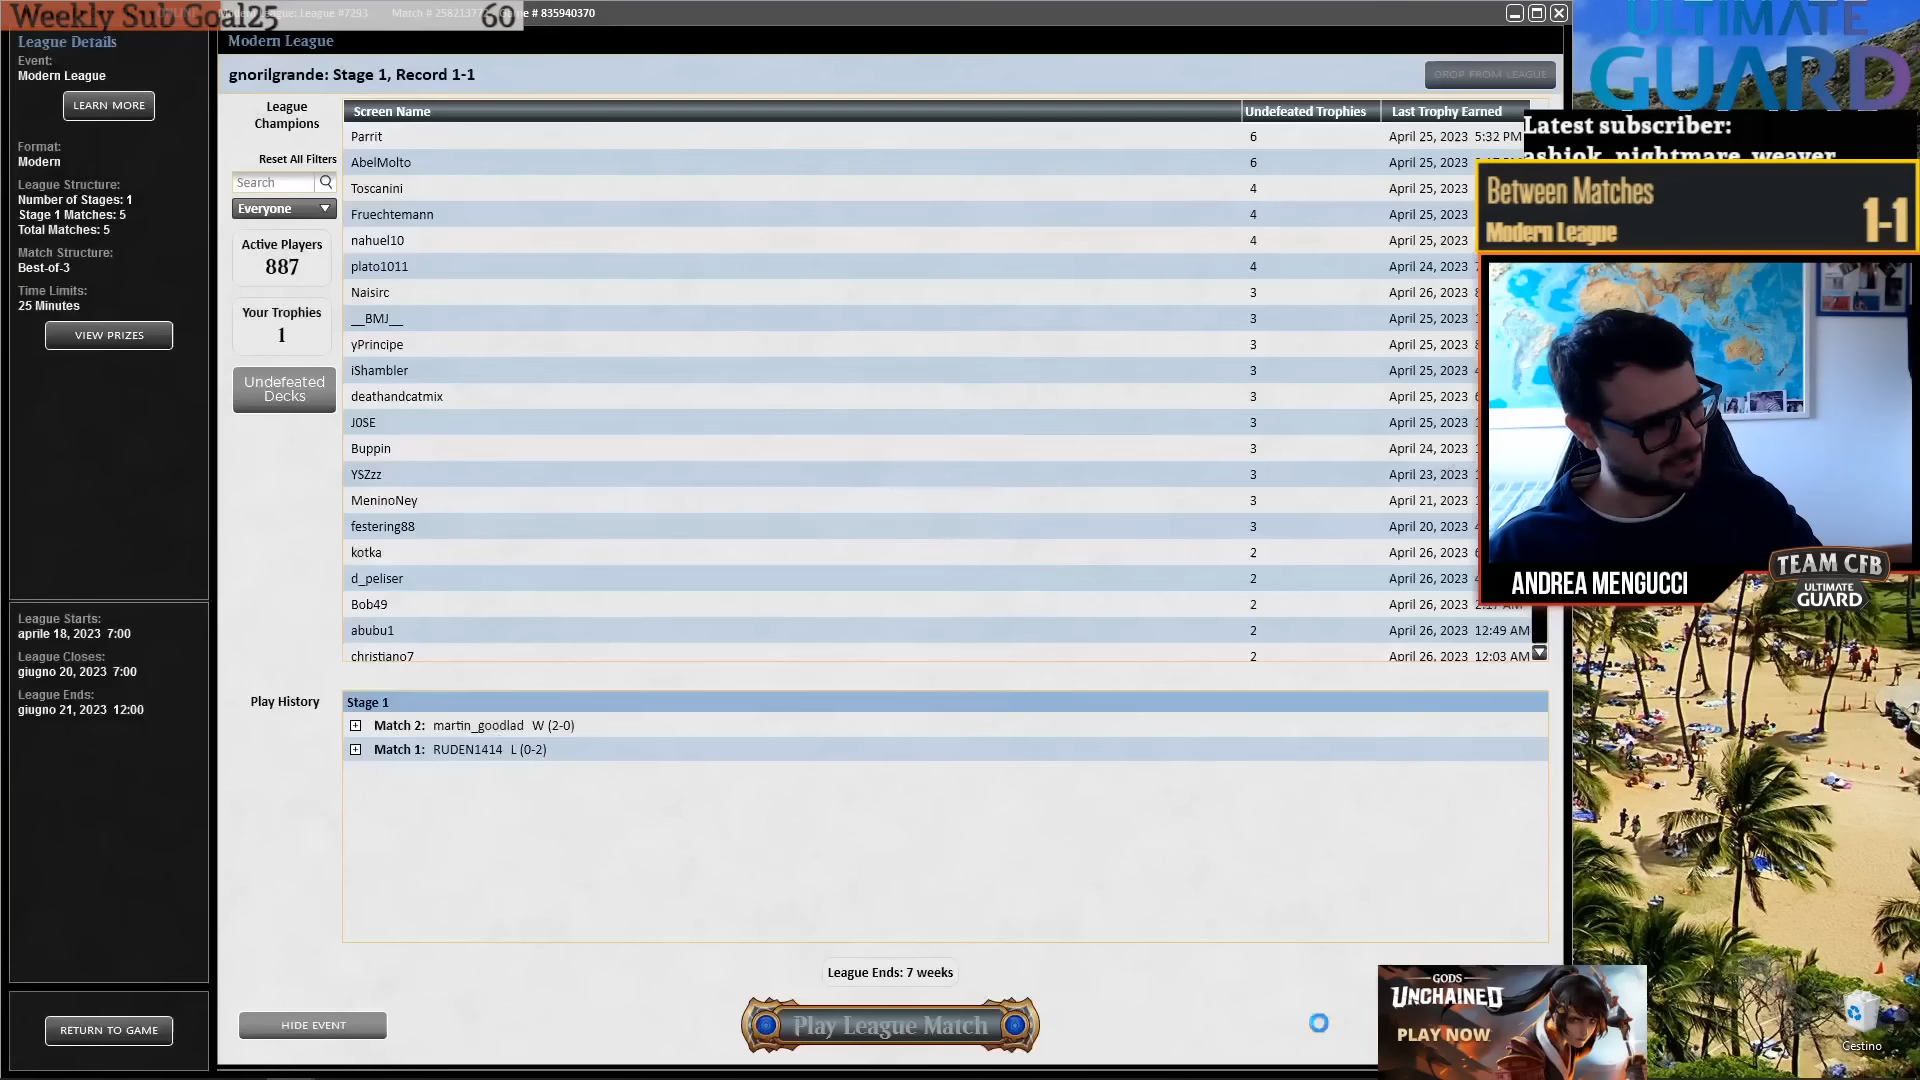 Weekly Sub Goal25
60
Game # 835940370
League Details
Event:
Modern League
LEARN MORE
Format:
Modern
League Structure:
Number of Stages: 1
Stage 1 Matches: 5
Total Matches: 5
Match Structure:
Best-of-3
Time Limits:
25 Minutes
VIEW PRIZES
League Starts:
aprile 18, 2023 7:00
League Closes:
giugno 20, 2023 7:00
League Ends:
giugno 21, 2023 12:00
RETURN TO GAME
Modern League
gnorilgrande: Stage 1, Record 1-1
DROP FROM LEAGUE
League
Champions
Reset All Filters
Search
Everyone
Active Players
887
Your Trophies
1
Undefeated
Decks
Screen Name Undefeated Trophies Last Trophy Earned
Parrit 6 April 25, 2023 5:32 PM
AbelMolto 6 April 25, 2023
Toscanini 4 April 25, 2023
Fruechtemann 4 April 25, 2023
nahuel10 4 April 25, 2023
plato1011 4 April 24, 2023
Naisirc 3 April 26, 2023
__BMJ__ 3 April 25, 2023
yPrincipe 3 April 25, 2023
iShambler 3 April 25, 2023
deathandcatmix 3 April 25, 2023
J0SE 3 April 25, 2023
Buppin 3 April 24, 2023
YSZzz 3 April 23, 2023
MeninoNey 3 April 21, 2023
festering88 3 April 20, 2023
kotka 2 April 26, 2023
d_peliser 2 April 26, 2023
Bob49 2 April 26, 2023
abubu1 2 April 26, 2023 12:49 AM
christiano7 2 April 26, 2023 12:03 AM
Play History
Stage 1
Match 2: martin_goodlad W (2-0)
Match 1: RUDEN1414 L (0-2)
League Ends: 7 weeks
HIDE EVENT
Play League Match
ULTIMATE
GUARD
Latest subscriber:
ashiok_nightmare_weaver
Between Matches
Modern League
1-1
ANDREA MENGUCCI
TEAM CFB
ULTIMATE
GUARD
GODS
UNCHAINED
PLAY NOW
Cestino